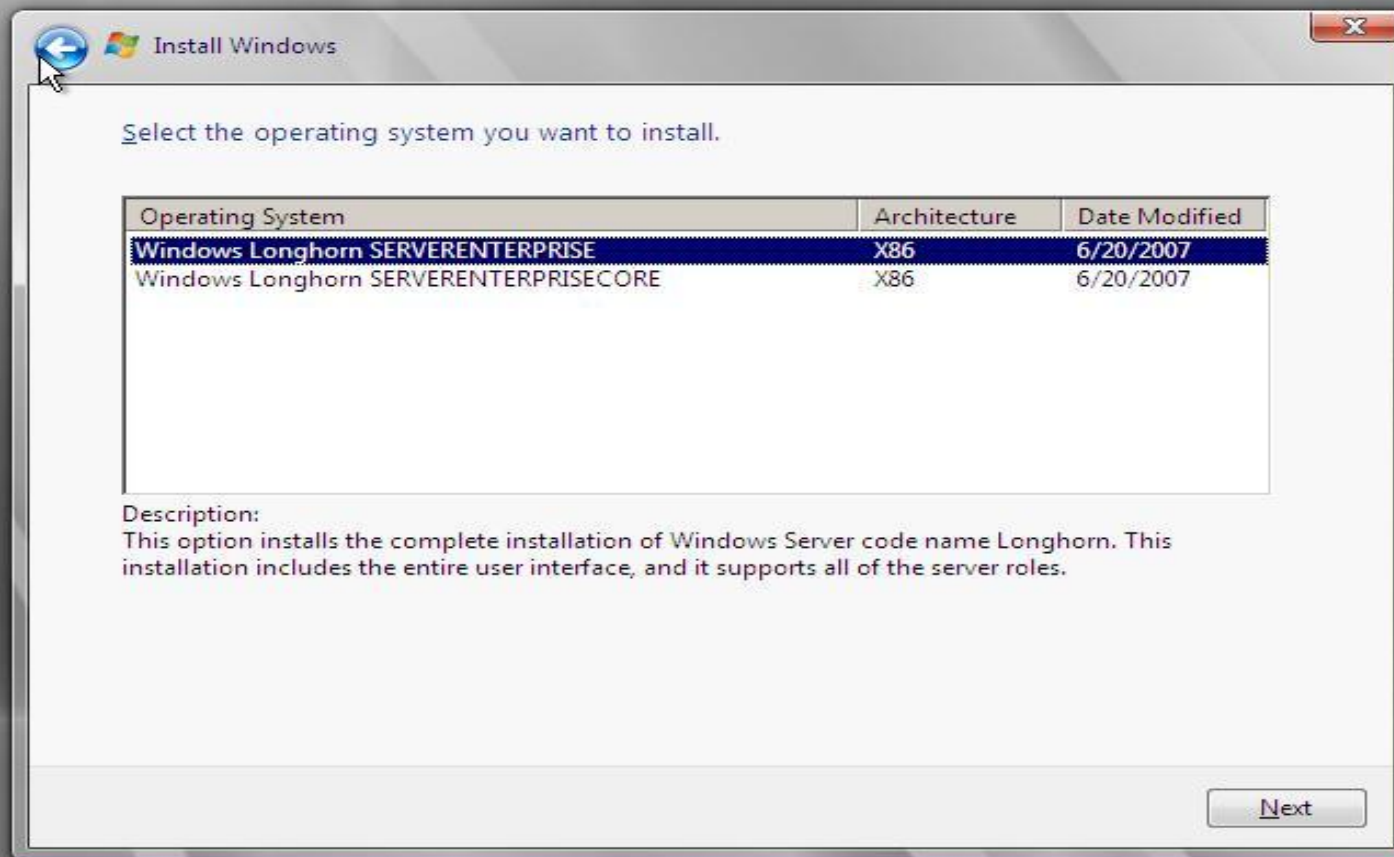 Install Windows
Select the operating system you want to install.
Operating System Architecture Date Modified
Windows Longhorn SERVERENTERPRISE X86 6/20/2007
Windows Longhorn SERVERENTERPRISECORE X86 6/20/2007
Description:
This option installs the complete installation of Windows Server code name Longhorn. This
installation includes the entire user interface, and it supports all of the server roles.
Next